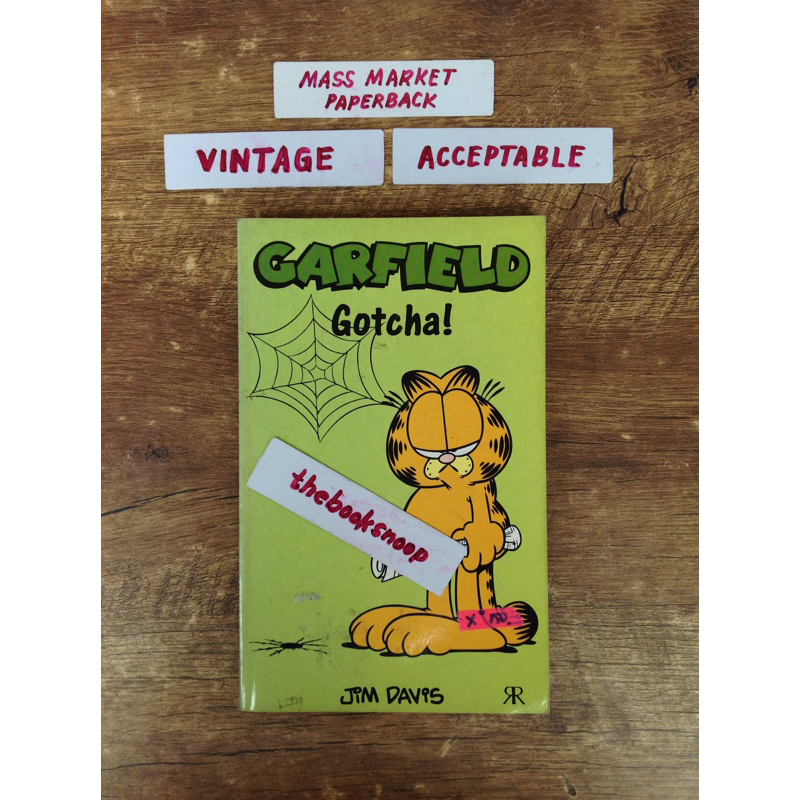 MASS MARKET
PAPERBACK
VINTAGE
ACCEPTABLE
GARFIELD
Gotcha!
thebooksnoop
JIM DAVIS